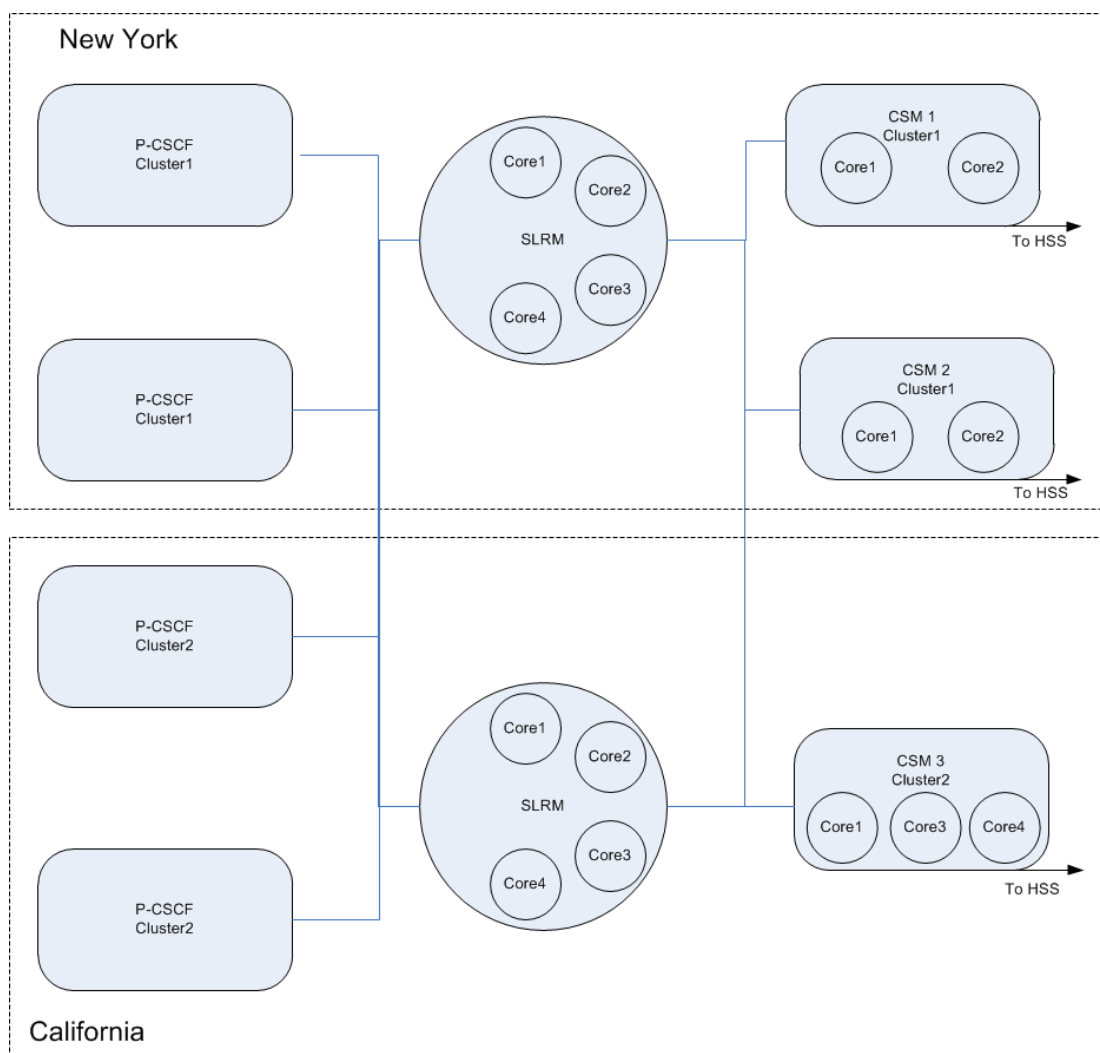 New York
P-CSCF
Cluster1
Core1
Core2
SLRM
Core3
Core4
CSM 1
Cluster1
Core1
Core2
To HSS
P-CSCF
Cluster1
CSM 2
Cluster1
Core1
Core2
To HSS
P-CSCF
Cluster2
Core1
Core2
SLRM
Core3
Core4
CSM 3
Cluster2
Core1
Core3
Core4
To HSS
P-CSCF
Cluster2
California